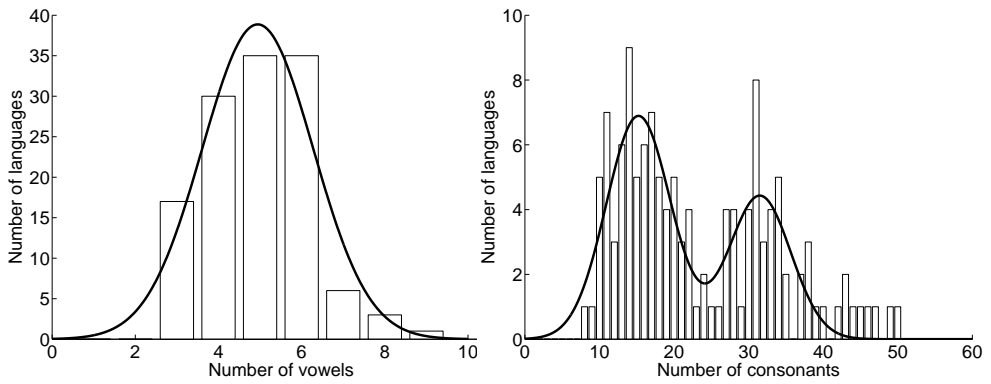 40
35
30
25
20
15
10
5
0
Number of languages
0 2 4 6 8 10
Number of vowels
10
8
6
4
2
0
Number of languages
0 10 20 30 40 50 60
Number of consonants